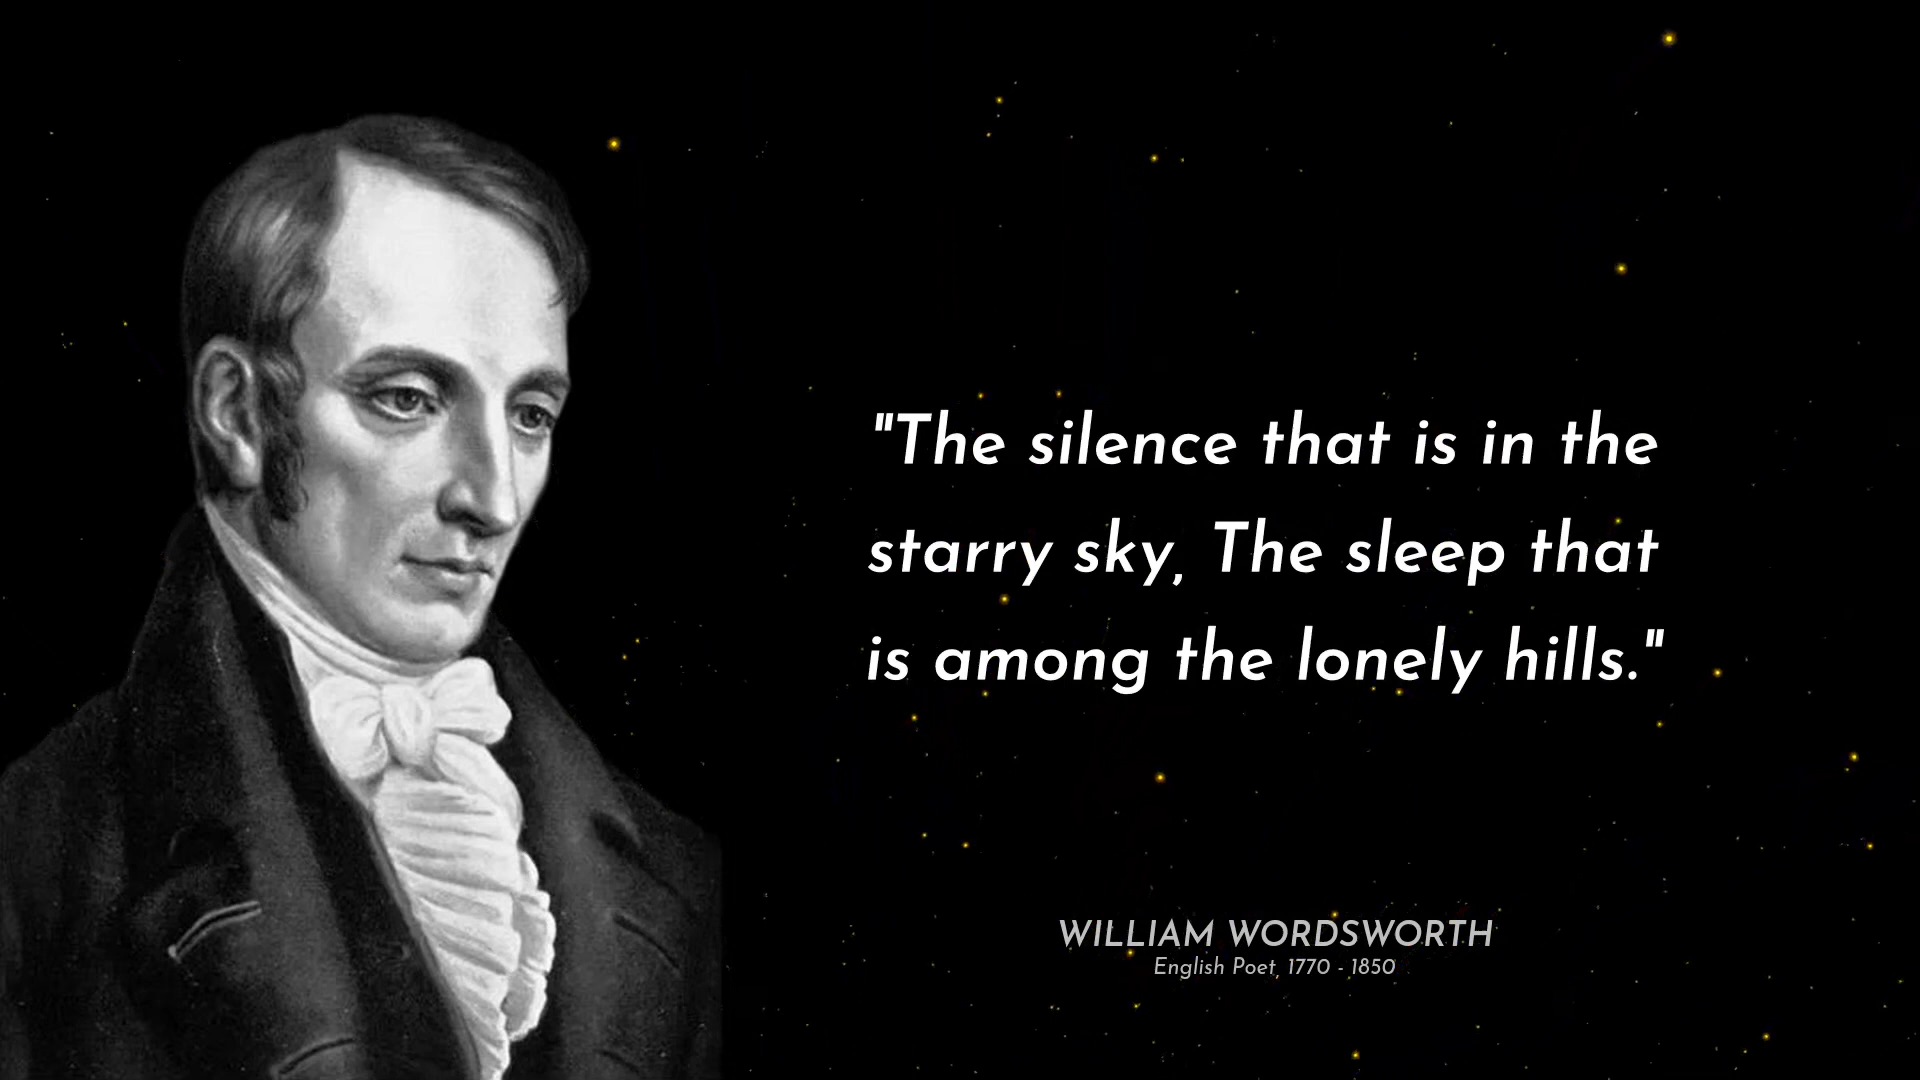 "The silence that is in the
starry sky, The sleep that
is among the lonely hills."
WILLIAM WORDSWORTH
English Poet, 1770 - 1850